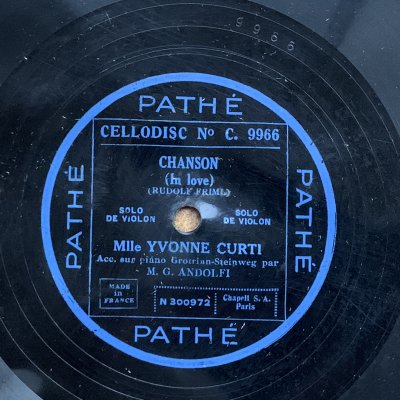 9966
PATHÉ
CELLODISC Nº C. 9966
CHANSON
(In love)
(RUDOLF FRIML)
PATHÉ
PATHÉ
SOLO
DE VIOLON
SOLO
DE VIOLON
Mlle YVONNE CURTI
Acc. sur piano Grotrian-Steinweg par
M. G. ANDOLFI
MADE
in
FRANCE
N 300972
Chapell S.A.
Paris
PATHÉ